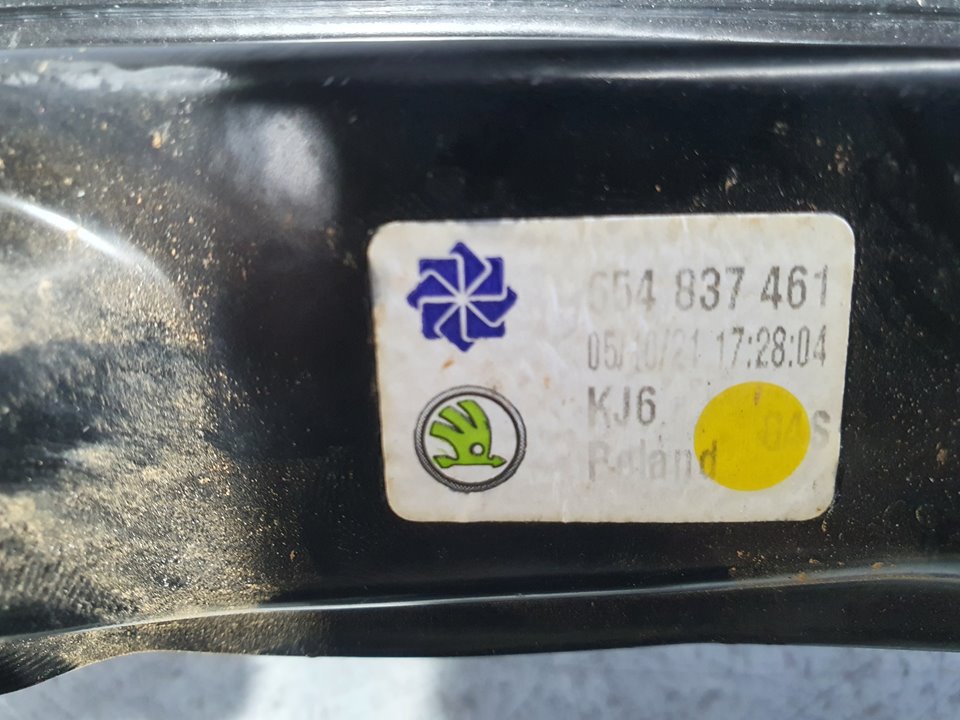 654 837 461
05/10/21 17:28:04
KJ6
Poland